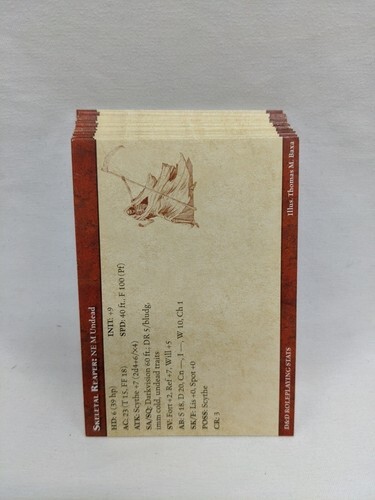 SKELETAL REAPER: NE M Undead
HD: 6 (39 hp) INIT: +9
AC: 23 (T 15, FF 18) SPD: 40 ft., F 100 (Pf)
ATK: Scythe +7 (2d4+6/X4)
SA/SQ: Darkvision 60 ft., DR 5/bludg,
imm cold, undead traits
SV: Fort +2, Ref +7, Will +5
AB: S 18, D 20, Cn —, I —, W 10, Ch 1
SK/F: Lis +0, Spot +0
POSS: Scythe
CR: 3
D&D ROLEPLAYING STATS Illus. Thomas M. Baxa